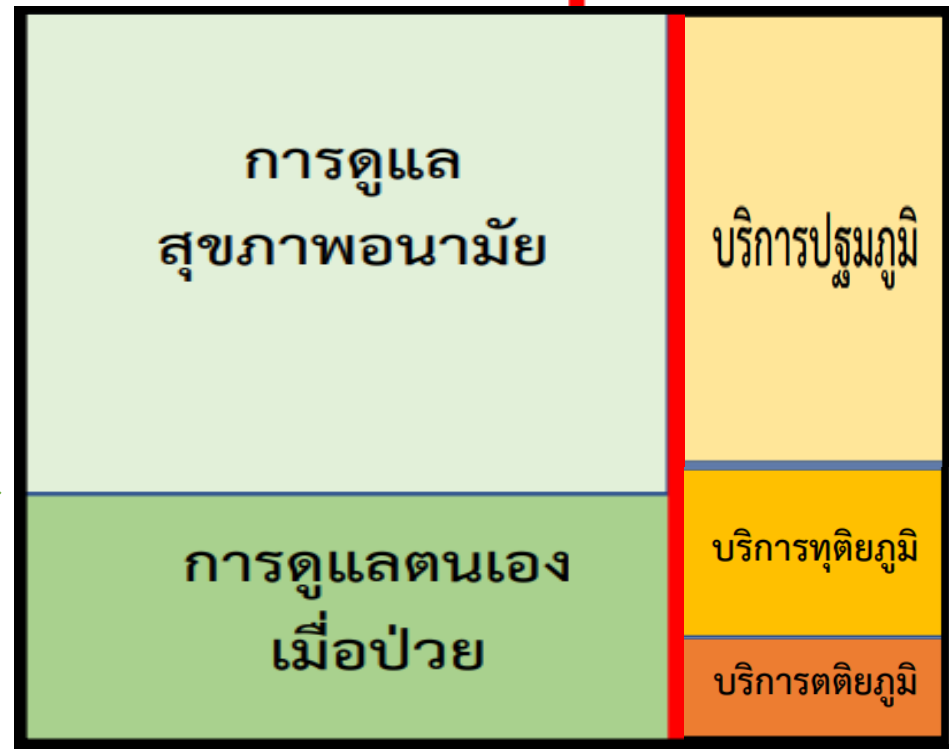 การดูแล
สุขภาพอนามัย
การดูแลตนเอง
เมื่อป่วย
บริการปฐมภูมิ
บริการทุติยภูมิ
บริการตติยภูมิ